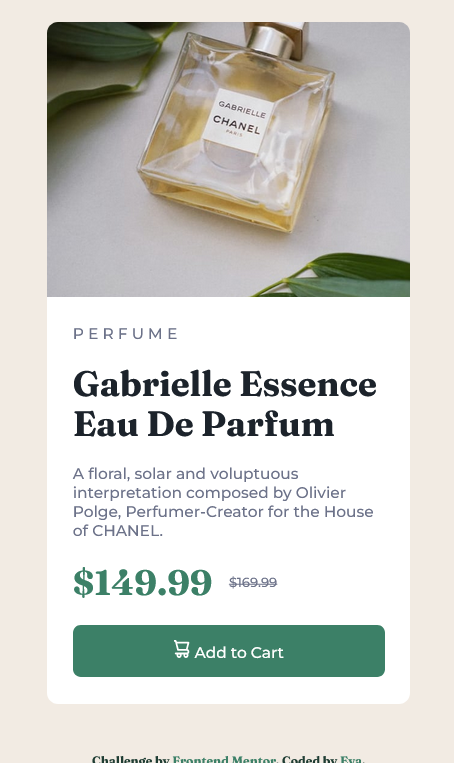 GABRIELLE
CHANEL
PARIS
PERFUME
Gabrielle Essence
Eau De Parfum
A floral, solar and voluptuous
interpretation composed by Olivier
Polge, Perfumer-Creator for the House
of CHANEL.
$149.99 $169.99
Add to Cart
Challenge by Frontend Mentor. Coded by Eva.